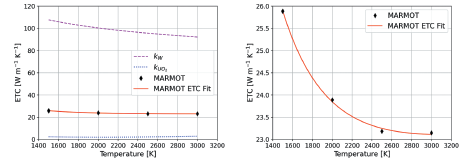 120
100
80
60
40
20
0
ETC [W m⁻¹ K⁻¹]
k_W
k_UO₂
MARMOT
MARMOT ETC Fit
1400 1600 1800 2000 2200 2400 2600 2800 3000 3200
Temperature [K]
26.0
25.5
25.0
24.5
24.0
23.5
23.0
ETC [W m⁻¹ K⁻¹]
MARMOT
MARMOT ETC Fit
1400 1600 1800 2000 2200 2400 2600 2800 3000 3200
Temperature [K]